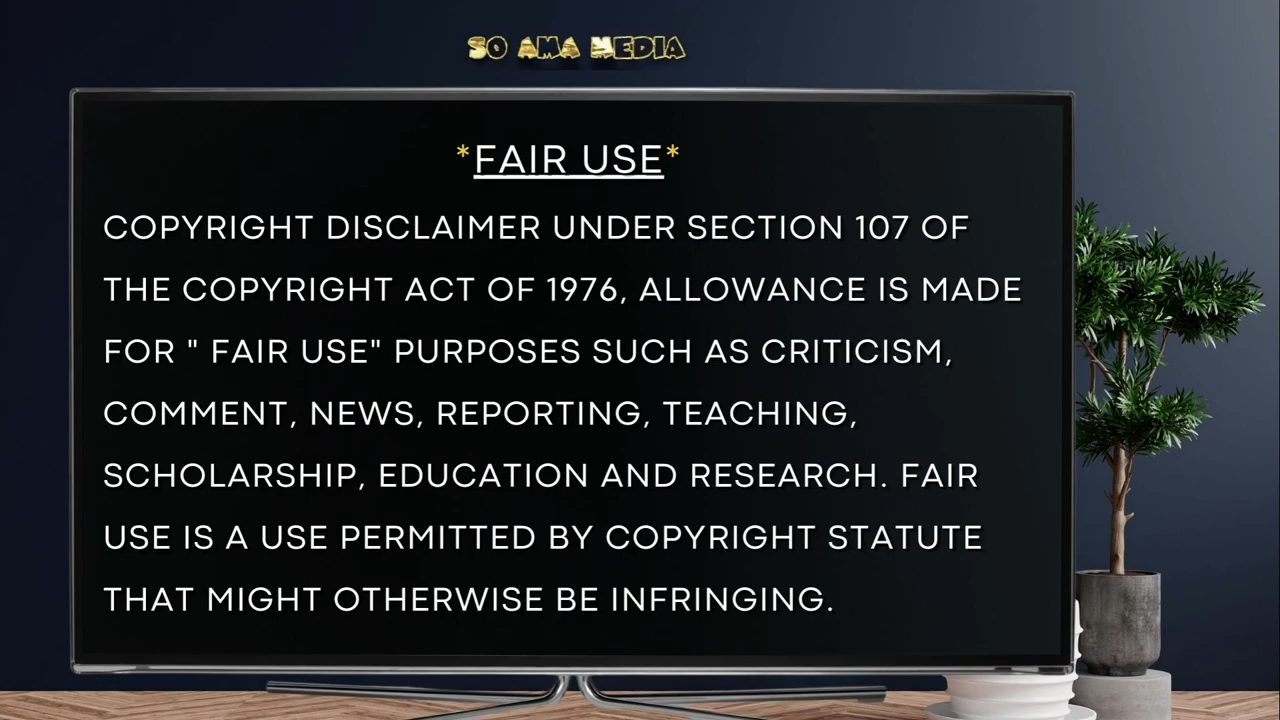 SO AMA MEDIA
*FAIR USE*
COPYRIGHT DISCLAIMER UNDER SECTION 107 OF
THE COPYRIGHT ACT OF 1976, ALLOWANCE IS MADE
FOR " FAIR USE" PURPOSES SUCH AS CRITICISM,
COMMENT, NEWS, REPORTING, TEACHING,
SCHOLARSHIP, EDUCATION AND RESEARCH. FAIR
USE IS A USE PERMITTED BY COPYRIGHT STATUTE
THAT MIGHT OTHERWISE BE INFRINGING.